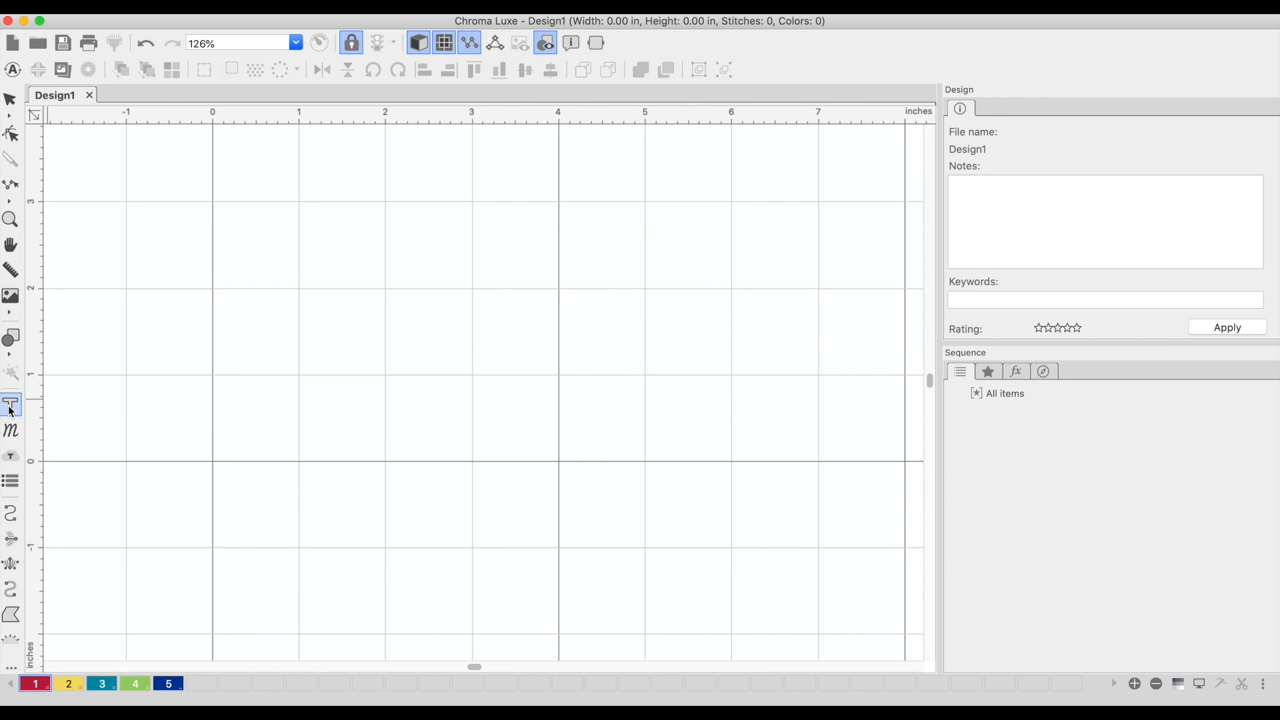 Chroma Luxe - Design1 (Width: 0.00 in, Height: 0.00 in, Stitches: 0, Colors: 0)
126%
Design1
-1 0 1 2 3 4 5 6 7 inches
3
2
1
0
-1
inches
Design
File name:
Design1
Notes:
Keywords:
Rating:
Apply
Sequence
fx
All items
1 2 3 4 5